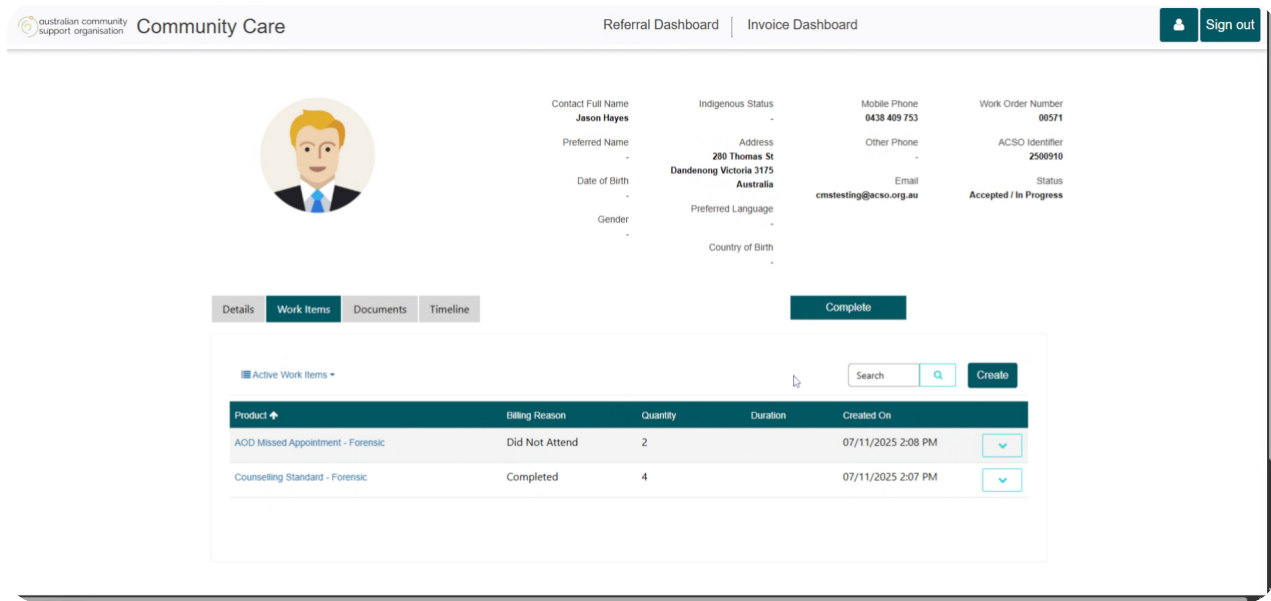 australian community
support organisation
Community Care
Referral Dashboard
Invoice Dashboard
Sign out
Contact Full Name
Jason Hayes
Preferred Name
-
Date of Birth
-
Gender
-
Indigenous Status
-
Address
280 Thomas St
Dandenong Victoria 3175
Australia
Preferred Language
-
Country of Birth
-
Mobile Phone
0438 409 753
Other Phone
-
Email
cmstesting@acso.org.au
Work Order Number
00571
ACSO Identifier
2500910
Status
Accepted / In Progress
Details
Work Items
Documents
Timeline
Complete
Active Work Items
Search
Create
Product Billing Reason Quantity Duration Created On
AOD Missed Appointment - Forensic Did Not Attend 2 07/11/2025 2:08 PM
Counselling Standard - Forensic Completed 4 07/11/2025 2:07 PM